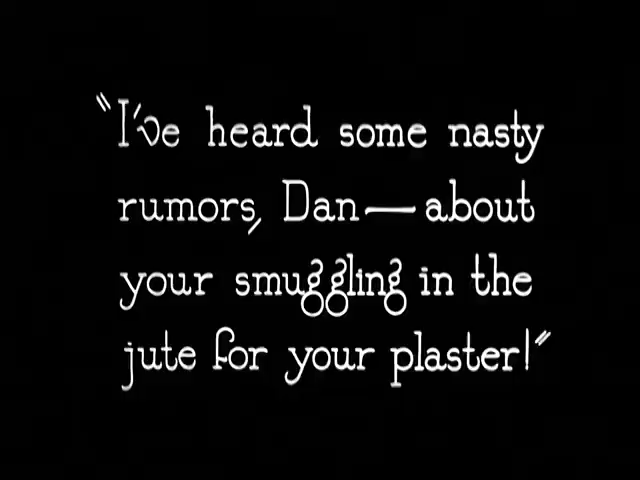 "I've heard some nasty
rumors, Dan—about
your smuggling in the
jute for your plaster!"